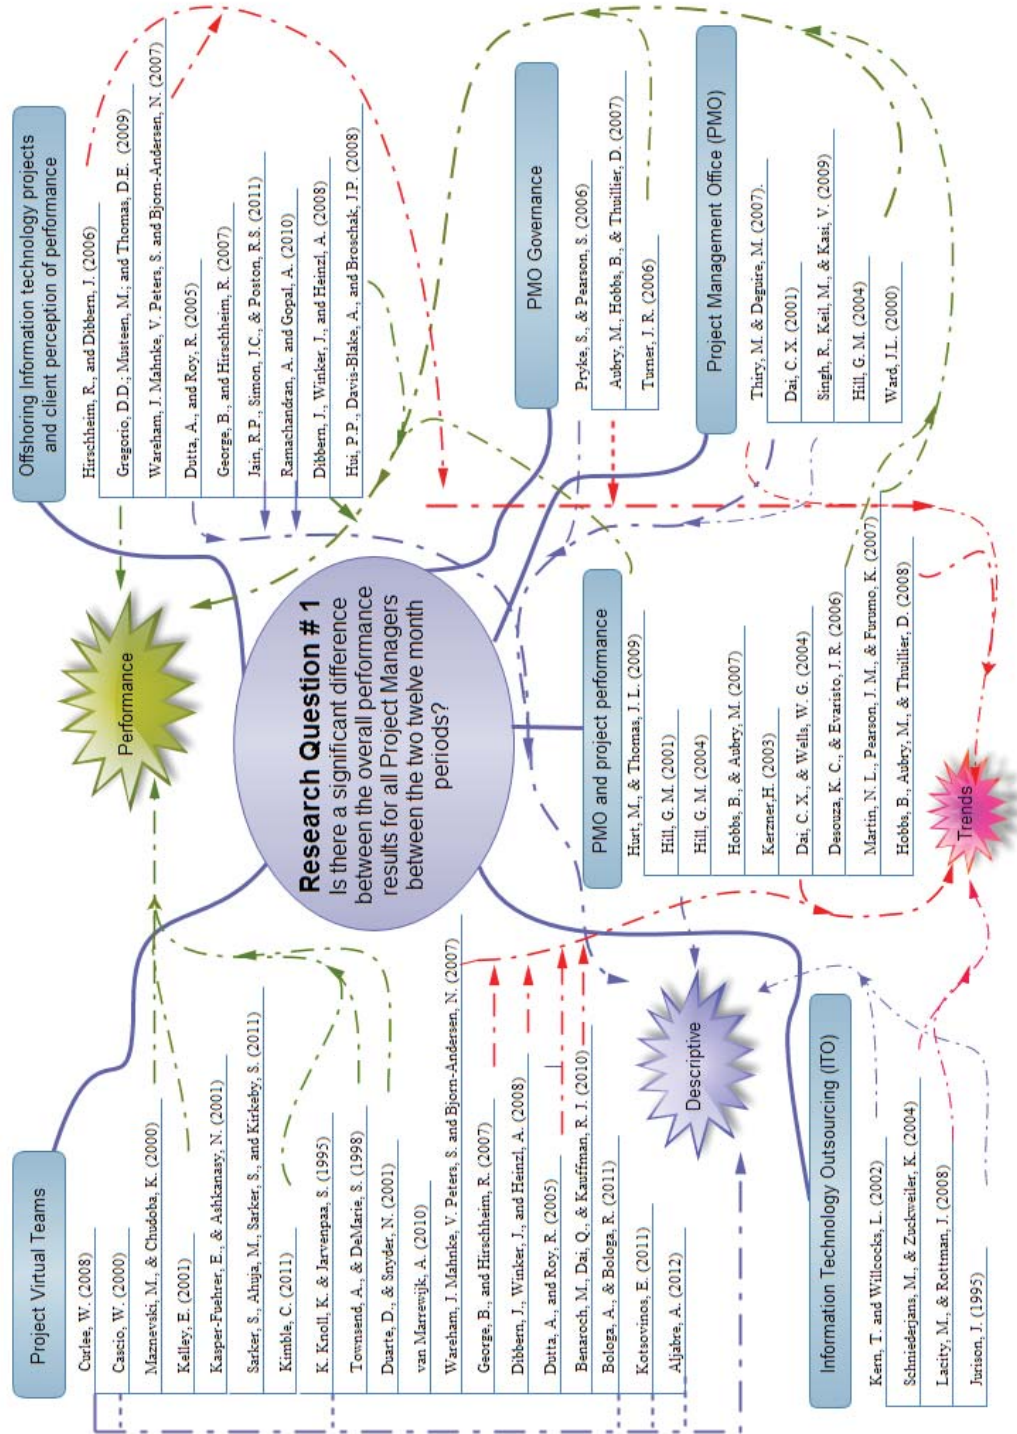 Project Virtual Teams
Curlee, W. (2008)
Cascio, W. (2000)
Maznevski, M., & Chudoba, K. (2000)
Kelley, E. (2001)
Kasper-Fuehrer, E., & Ashkanasy, N. (2001)
Sarker, S., Ahuja, M., Sarker, S., and Kirkeby, S. (2011)
Kimble, C. (2011)
K. Knoll, K. & Jarvenpaa, S. (1995)
Townsend, A., & DeMarie, S. (1998)
Duarte, D., & Snyder, N. (2001)
van Marrewijk, A. (2010)
Wareham, J. Mahnke, V. Peters, S. and Bjorn-Andersen, N. (2007)
George, B., and Hirschheim, R. (2007)
Dibbern, J., Winker, J., and Heinzl, A. (2008)
Dutta, A., and Roy, R. (2005)
Benaroch, M., Dai, Q., & Kauffman, R. J. (2010)
Bologa, A., & Bologa, R. (2011)
Kotsovinos, E. (2011)
Aljabre, A. (2012)
Performance
Offshoring Information technology projects
and client perception of performance
Hirschheim, R., and Dibbern, J. (2006)
Gregorio, D.D.; Musteen, M.; and Thomas, D.E. (2009)
Wareham, J. Mahnke, V. Peters, S. and Bjorn-Andersen, N. (2007)
Dutta, A., and Roy, R. (2005)
George, B., and Hirschheim, R. (2007)
Jain, R.P., Simon, J.C., & Poston, R.S. (2011)
Ramachandran, A. and Gopal, A. (2010)
Dibbern, J., Winker, J., and Heinzl, A. (2008)
Hui, P.P., Davis-Blake, A., and Broschak, J.P. (2008)
Research Question # 1
Is there a significant difference
between the overall performance
results for all Project Managers
between the two twelve month
periods?
PMO Governance
Pryke, S., & Pearson, S. (2006)
Aubry, M., Hobbs, B., & Thuillier, D. (2007)
Turner, J. R. (2006)
Descriptive
PMO and project performance
Hurt, M., & Thomas, J. L. (2009)
Hill, G. M. (2001)
Hill, G. M. (2004)
Hobbs, B., & Aubry, M. (2007)
Kerzner,H. (2003)
Dai, C. X., & Wells, W. G. (2004)
Desouza, K. C., & Evaristo, J. R. (2006)
Martin, N. L., Pearson, J. M., & Furumo, K. (2007)
Hobbs, B., Aubry, M., & Thuillier, D. (2008)
Project Management Office (PMO)
Thiry, M. & Deguire, M. (2007).
Dai, C. X. (2001)
Singh, R., Keil, M., & Kasi, V. (2009)
Hill, G. M. (2004)
Ward, J.L. (2000)
Information Technology Outsourcing (ITO)
Kern, T. and Willcocks, L. (2002)
Schniederjans, M., & Zuckweiler, K. (2004)
Lacity, M., & Rottman, J. (2008)
Jurison, J. (1995)
Trends